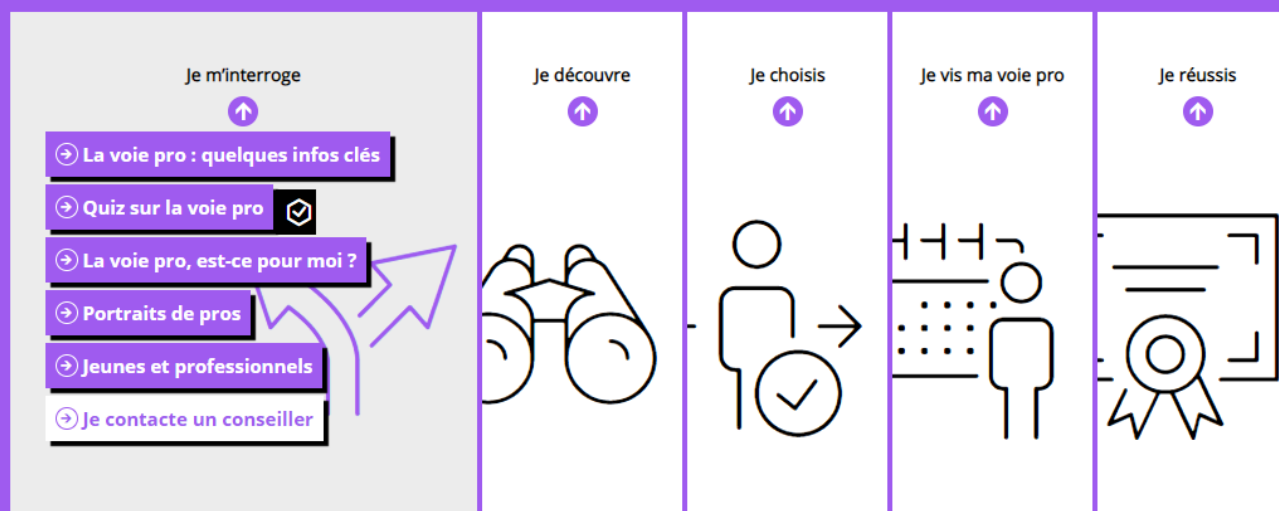 Je m'interroge
La voie pro : quelques infos clés
Quiz sur la voie pro
La voie pro, est-ce pour moi ?
Portraits de pros
Jeunes et professionnels
Je contacte un conseiller
Je découvre
Je choisis
Je vis ma voie pro
Je réussis